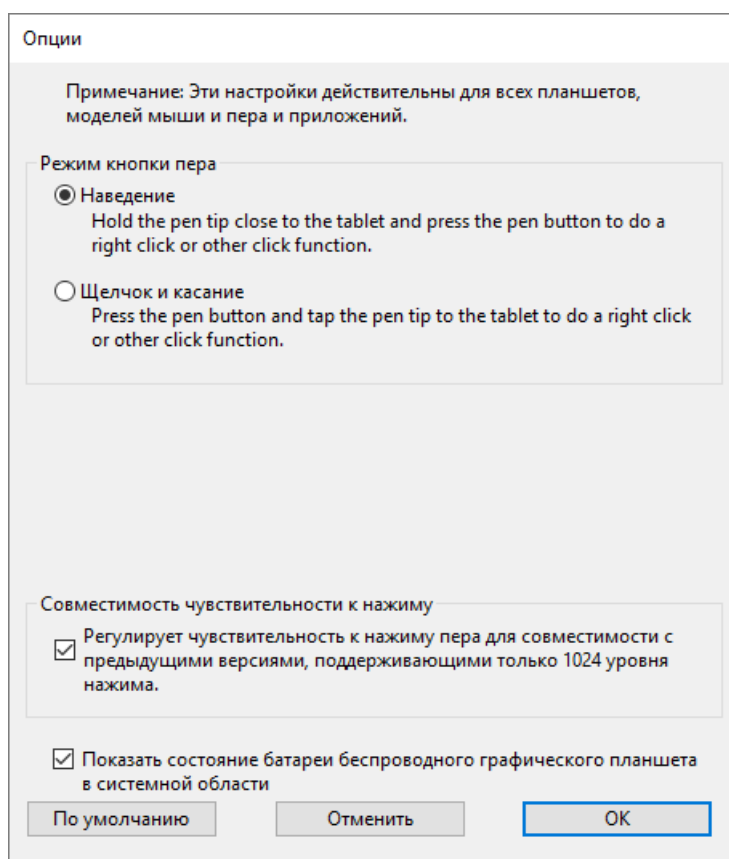 Опции
Примечание: Эти настройки действительны для всех планшетов,
моделей мыши и пера и приложений.
Режим кнопки пера
Наведение
Hold the pen tip close to the tablet and press the pen button to do a
right click or other click function.
Щелчок и касание
Press the pen button and tap the pen tip to the tablet to do a right click
or other click function.
Совместимость чувствительности к нажиму
Регулирует чувствительность к нажиму пера для совместимости с
предыдущими версиями, поддерживающими только 1024 уровня
нажима.
Показать состояние батареи беспроводного графического планшета
в системной области
По умолчанию
Отменить
OK